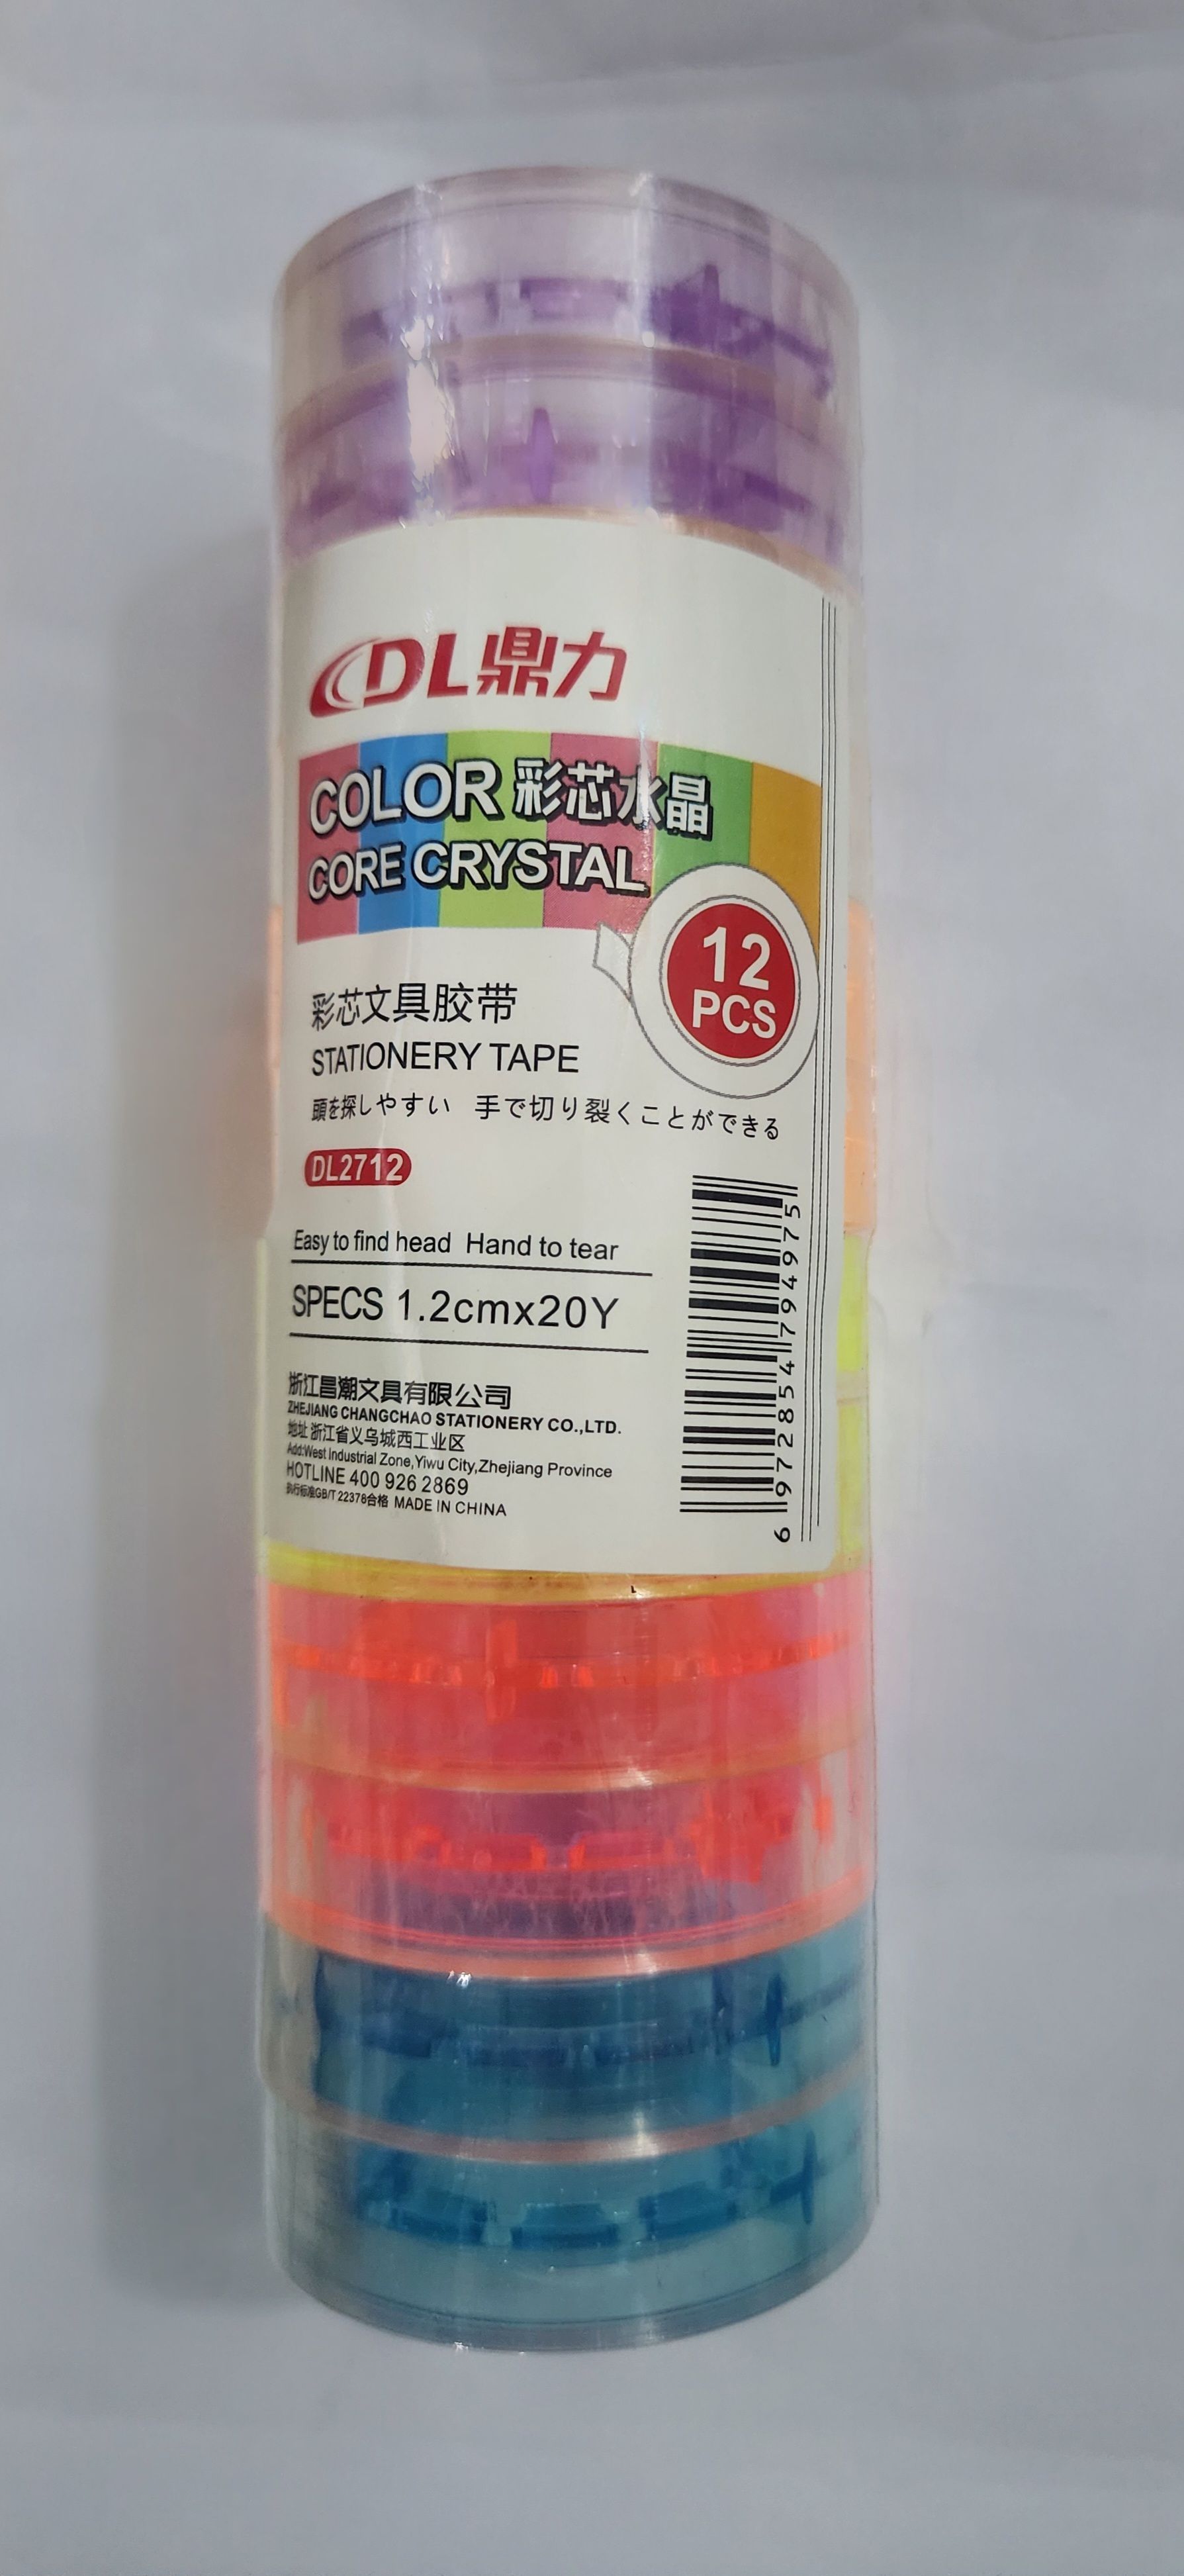 DL鼎力
COLOR 彩芯水晶
CORE CRYSTAL
12
PCS
彩芯文具胶带
STATIONERY TAPE
頭を探しやすい 手で切り裂くことができる
DL2712
Easy to find head Hand to tear
SPECS 1.2cmx20Y
浙江昌潮文具有限公司
ZHEJIANG CHANGCHAO STATIONERY CO.,LTD.
地址 浙江省义乌城西工业区
Add:West Industrial Zone,Yiwu City,Zhejiang Province
HOTLINE 400 926 2869
执行标准GB/T 22378合格 MADE IN CHINA
6 972854 794975